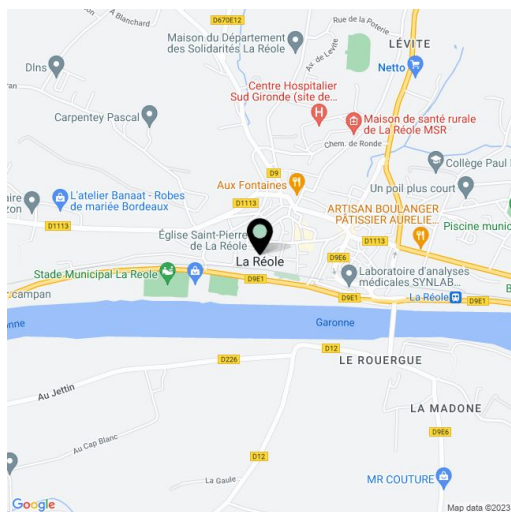 D670E12
À Blanchard
Rue de la Poterie
Maison du Département
des Solidarités La Réole
LÉVITE
Av. de Lévite
Dlns
Netto
Centre Hospitalier
Sud Gironde (site de...
Carpentey Pascal
Maison de santé rurale
de La Réole MSR
Chem. de Ronde
D9
Collège Paul
Aux Fontaines
Un poil plus court
L'atelier Banaat - Robes
de mariée Bordeaux
D1113
ARTISAN BOULANGER
PÂTISSIER AURELIE...
Piscine muni
D1113
Église Saint-Pierre
de La Réole
D1113
La Réole
D9E6
Stade Municipal La Reole
D9E1
Laboratoire d'analyses
médicales SYNLAB...
campan
D9E1
La Réole
D9E1
Garonne
D12
D226
LE ROUERGUE
Au Jettin
LA MADONE
D9E6
Au Cap Blanc
D12
La Gaule
MR COUTURE
Google
Map data ©2023